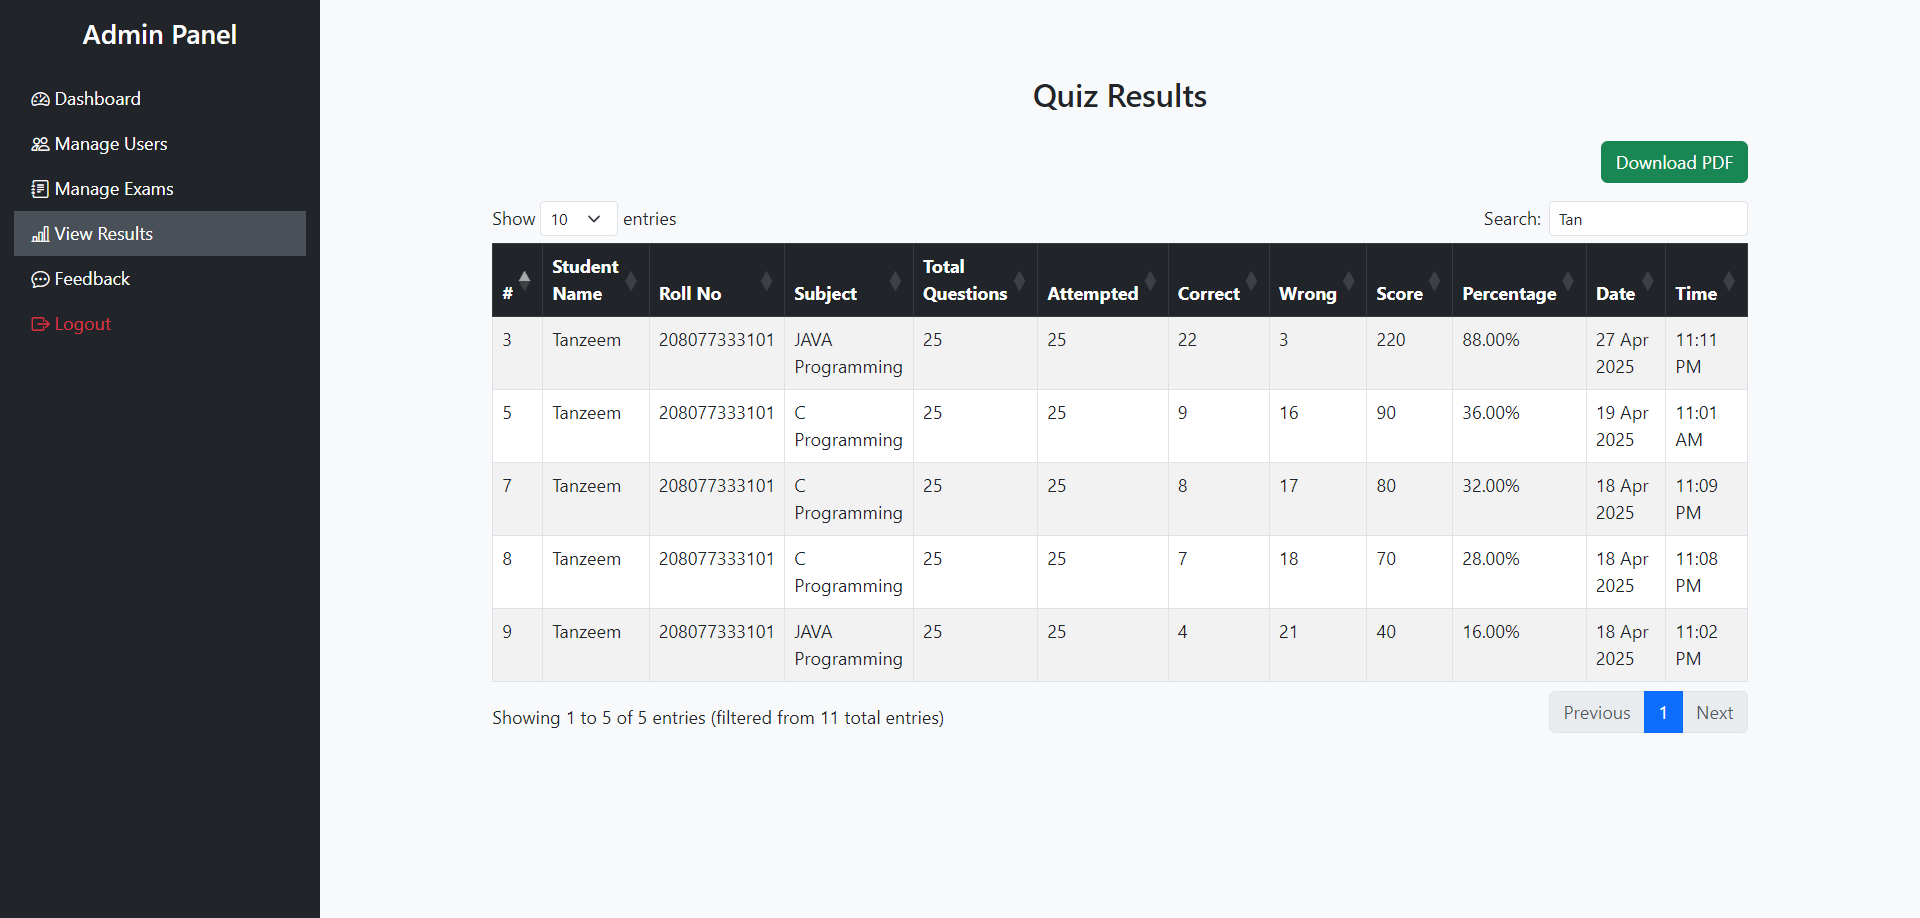 Admin Panel
Dashboard
Manage Users
Manage Exams
View Results
Feedback
Logout
Quiz Results
Download PDF
Show 10 entries
Search: Tan
# Student Name Roll No Subject Total Questions Attempted Correct Wrong Score Percentage Date Time
3 Tanzeem 208077333101 JAVA Programming 25 25 22 3 220 88.00% 27 Apr 2025 11:11 PM
5 Tanzeem 208077333101 C Programming 25 25 9 16 90 36.00% 19 Apr 2025 11:01 AM
7 Tanzeem 208077333101 C Programming 25 25 8 17 80 32.00% 18 Apr 2025 11:09 PM
8 Tanzeem 208077333101 C Programming 25 25 7 18 70 28.00% 18 Apr 2025 11:08 PM
9 Tanzeem 208077333101 JAVA Programming 25 25 4 21 40 16.00% 18 Apr 2025 11:02 PM
Showing 1 to 5 of 5 entries (filtered from 11 total entries)
Previous 1 Next